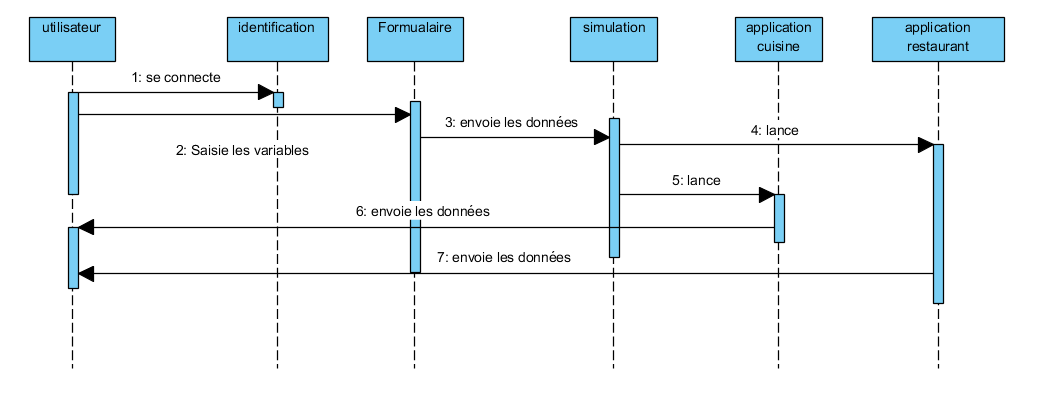 utilisateur
identification
Formualaire
simulation
application
cuisine
application
restaurant
1: se connecte
3: envoie les données
4: lance
2: Saisie les variables
5: lance
6: envoie les données
7: envoie les données